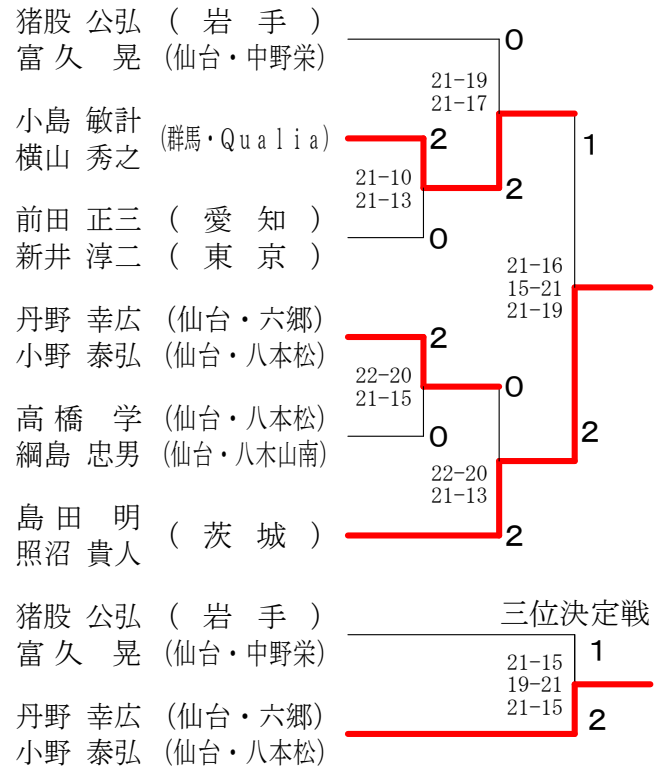 猪股 公弘 ( 岩 手 ) 0
富久 晃 (仙台・中野栄)
21-19
21-17
小島 敏計 (群馬・Qualia) 2 1
横山 秀之
21-10 2
21-13
前田 正三 ( 愛 知 ) 0
新井 淳二 ( 東 京 )
21-16
15-21
21-19
丹野 幸広 (仙台・六郷) 2
小野 泰弘 (仙台・八本松)
22-20 0
21-15
高橋 学 (仙台・八本松) 0 2
綱島 忠男 (仙台・八木山南)
22-20
21-13
島田 明 ( 茨 城 ) 2
照沼 貴人
三位決定戦
猪股 公弘 ( 岩 手 ) 1
富久 晃 (仙台・中野栄)
21-15
19-21
21-15
丹野 幸広 (仙台・六郷) 2
小野 泰弘 (仙台・八本松)